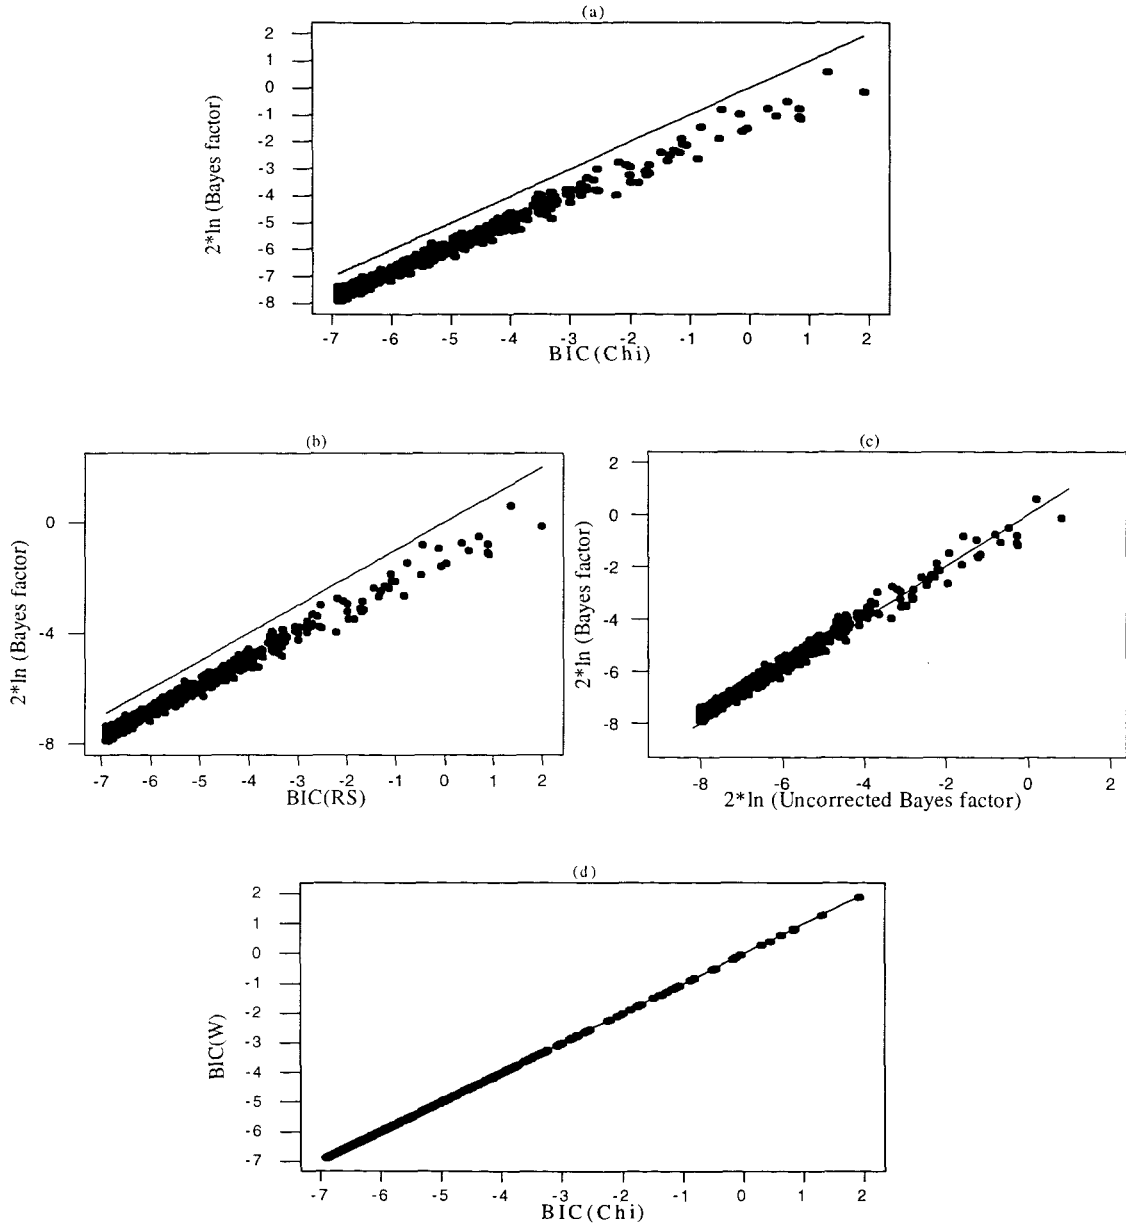 (a)
2
1
0
-1
-2
-3
-4
-5
-6
-7
-8
2*ln (Bayes factor)
-7 -6 -5 -4 -3 -2 -1 0 1 2
BIC(Chi)
(b)
0
-4
-8
2*ln (Bayes factor)
-7 -6 -5 -4 -3 -2 -1 0 1 2
BIC(RS)
(c)
2
0
-2
-4
-6
-8
2*ln (Bayes factor)
-8 -6 -4 -2 0 2
2*ln (Uncorrected Bayes factor)
(d)
2
1
0
-1
-2
-3
-4
-5
-6
-7
BIC(W)
-7 -6 -5 -4 -3 -2 -1 0 1 2
BIC(Chi)